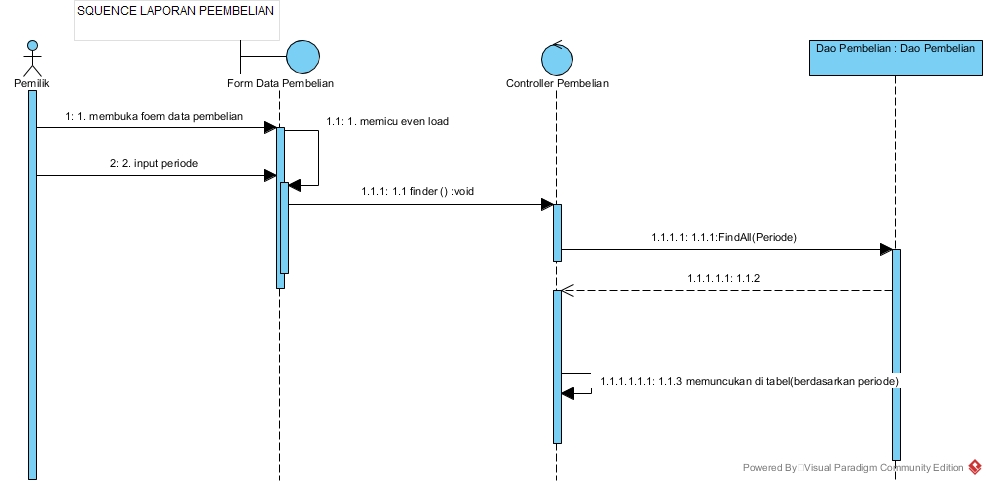 SQUENCE LAPORAN PEEMBELIAN
Pemilik
Form Data Pembelian
Controller Pembelian
Dao Pembelian : Dao Pembelian
1: 1. membuka foem data pembelian
1.1: 1. memicu even load
2: 2. input periode
1.1.1: 1.1 finder () :void
1.1.1.1: 1.1.1:FindAll(Periode)
1.1.1.1.1: 1.1.2
1.1.1.1.1.1: 1.1.3 memuncukan di tabel(berdasarkan periode)
Powered By Visual Paradigm Community Edition